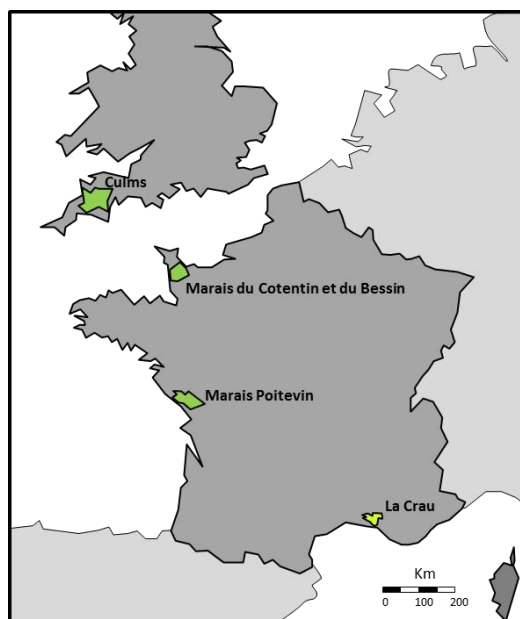 Culms
Marais du Cotentin et du Bessin
Marais Poitevin
La Crau
Km
0 100 200